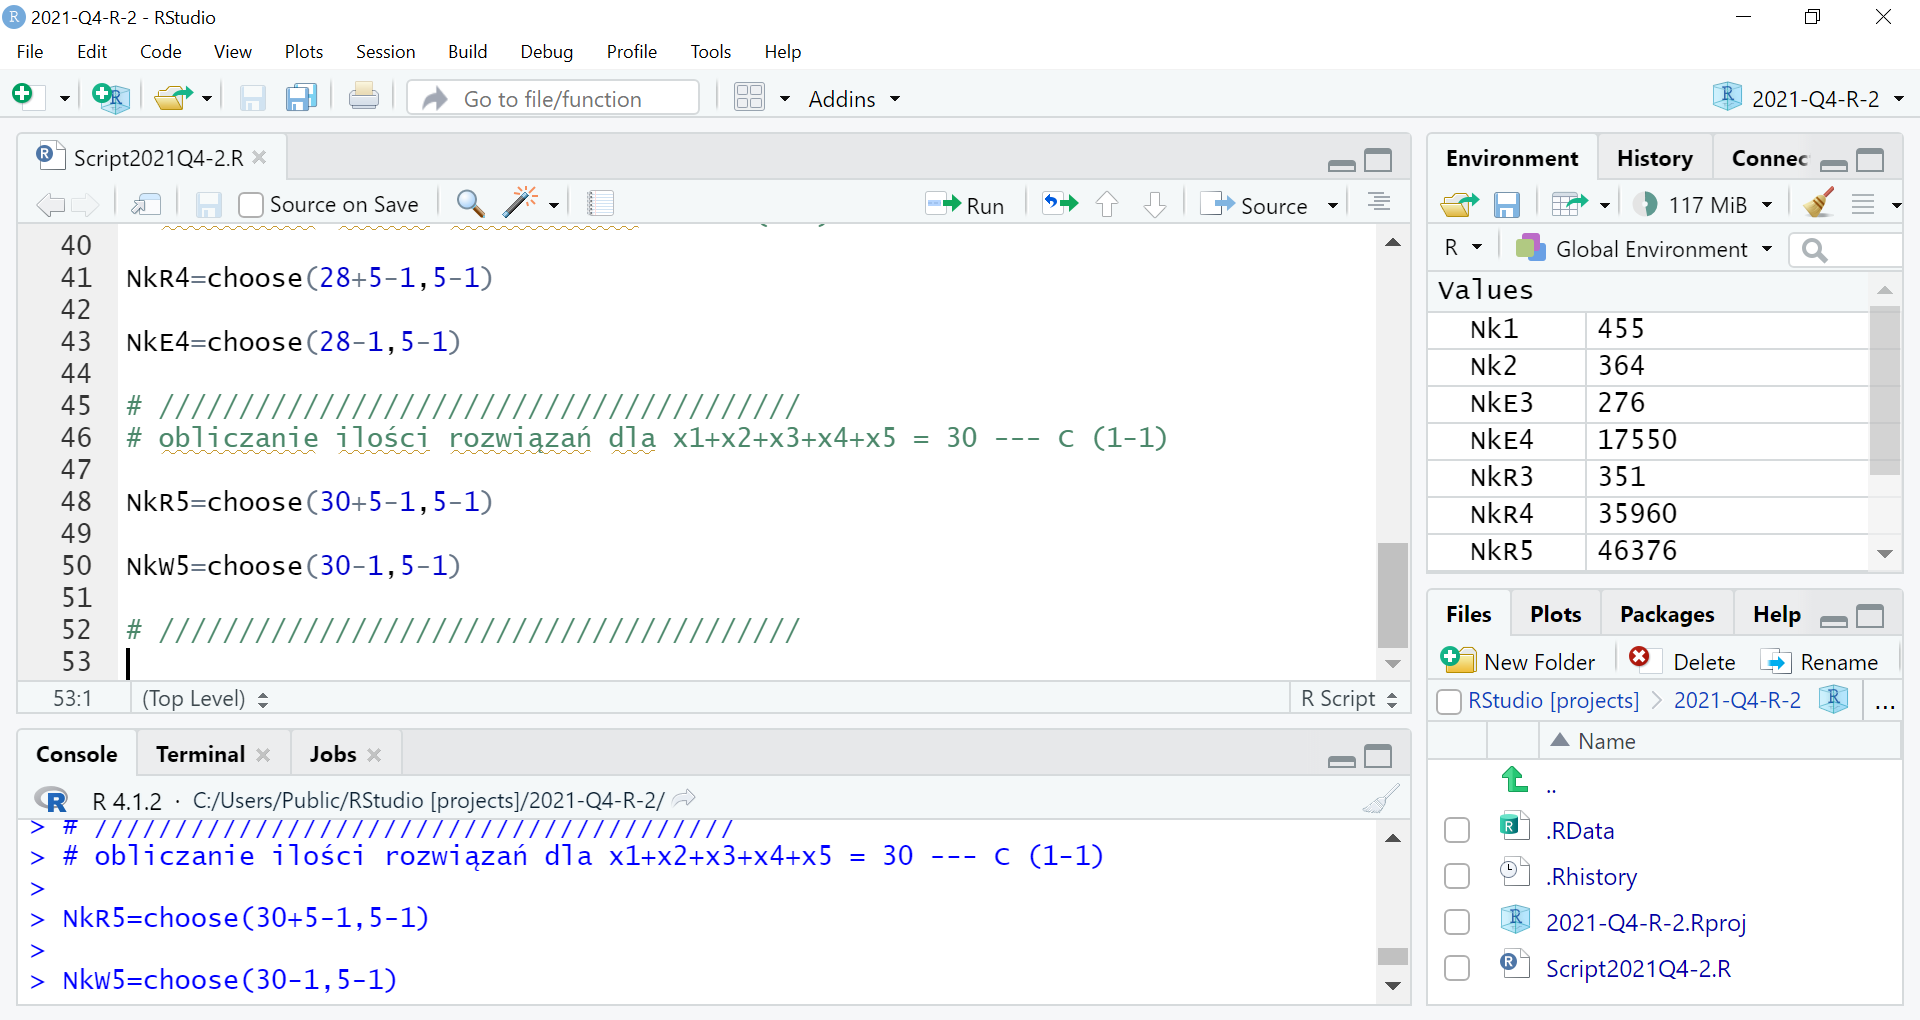 2021-Q4-R-2 - RStudio
File Edit Code View Plots Session Build Debug Profile Tools Help
Go to file/function Addins 2021-Q4-R-2
Script2021Q4-2.R
Source on Save Run Source
40
41 NkR4=choose(28+5-1,5-1)
42
43 NkE4=choose(28-1,5-1)
44
45 # ////////////////////////////////////////
46 # obliczanie ilości rozwiązań dla x1+x2+x3+x4+x5 = 30 --- C (1-1)
47
48 NkR5=choose(30+5-1,5-1)
49
50 NkW5=choose(30-1,5-1)
51
52 # ////////////////////////////////////////
53
53:1 (Top Level) R Script
Console Terminal Jobs
R 4.1.2 · C:/Users/Public/RStudio [projects]/2021-Q4-R-2/
> # ////////////////////////////////////////
> # obliczanie ilości rozwiązań dla x1+x2+x3+x4+x5 = 30 --- C (1-1)
>
> NkR5=choose(30+5-1,5-1)
>
> NkW5=choose(30-1,5-1)
Environment History Connec
117 MiB
R Global Environment
Values
Nk1 455
Nk2 364
NkE3 276
NkE4 17550
NkR3 351
NkR4 35960
NkR5 46376
Files Plots Packages Help
New Folder Delete Rename
RStudio [projects] 2021-Q4-R-2 ...
Name
..
.RData
.Rhistory
2021-Q4-R-2.Rproj
Script2021Q4-2.R